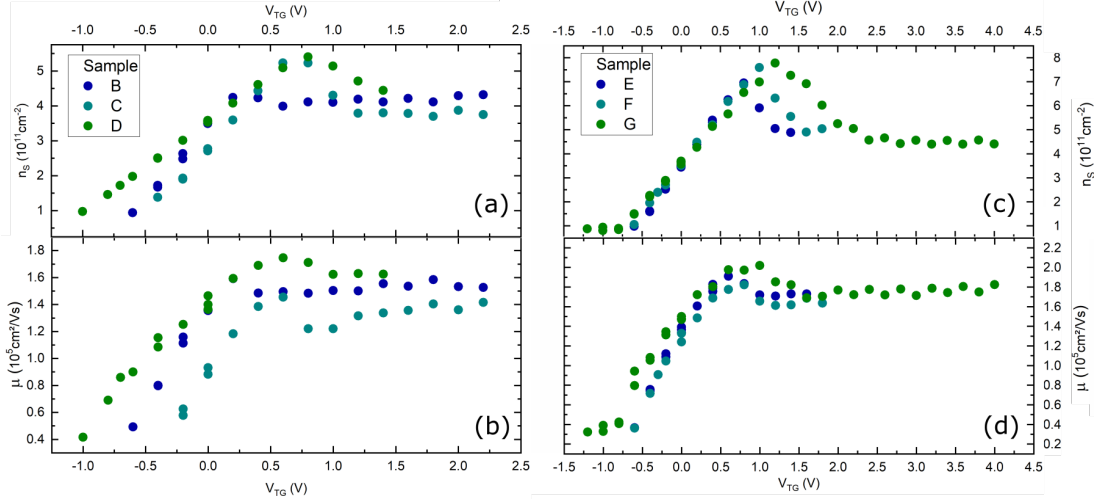 V_TG (V)
-1.0 -0.5 0.0 0.5 1.0 1.5 2.0
Sample
B
C
D
n_S (10^11 cm^-2)
5
4
3
2
1
(a)
μ (10^5 cm²/Vs)
1.8
1.6
1.4
1.2
1.0
0.8
0.6
0.4
(b)
-1.0 -0.5 0.0 0.5 1.0 1.5 2.0 2.5
V_TG (V)
V_TG (V)
-1.5 -1.0 -0.5 0.0 0.5 1.0 1.5 2.0 2.5 3.0 3.5 4.0 4.5
Sample
E
F
G
8
7
6
5
4
3
2
1
n_S (10^11 cm^-2)
(c)
2.2
2.0
1.8
1.6
1.4
1.2
1.0
0.8
0.6
0.4
0.2
μ (10^5 cm²/Vs)
(d)
-1.5 -1.0 -0.5 0.0 0.5 1.0 1.5 2.0 2.5 3.0 3.5 4.0 4.5
V_TG (V)